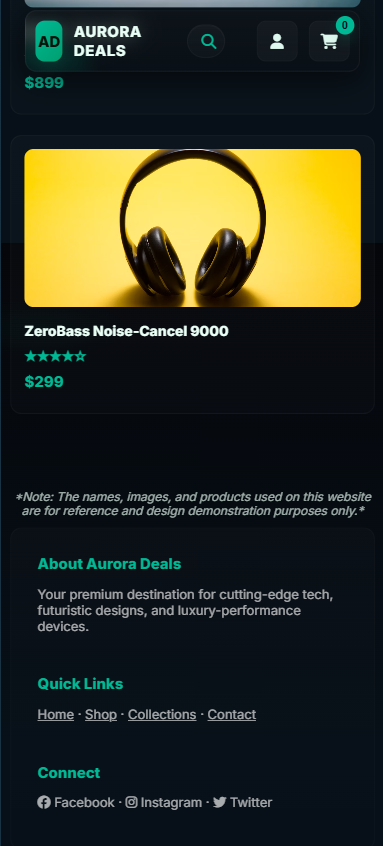 AD
AURORA
DEALS
0
$899
ZeroBass Noise-Cancel 9000
★★★★☆
$299
*Note: The names, images, and products used on this website
are for reference and design demonstration purposes only.*
About Aurora Deals
Your premium destination for cutting-edge tech,
futuristic designs, and luxury-performance
devices.
Quick Links
Home · Shop · Collections · Contact
Connect
Facebook · Instagram · Twitter